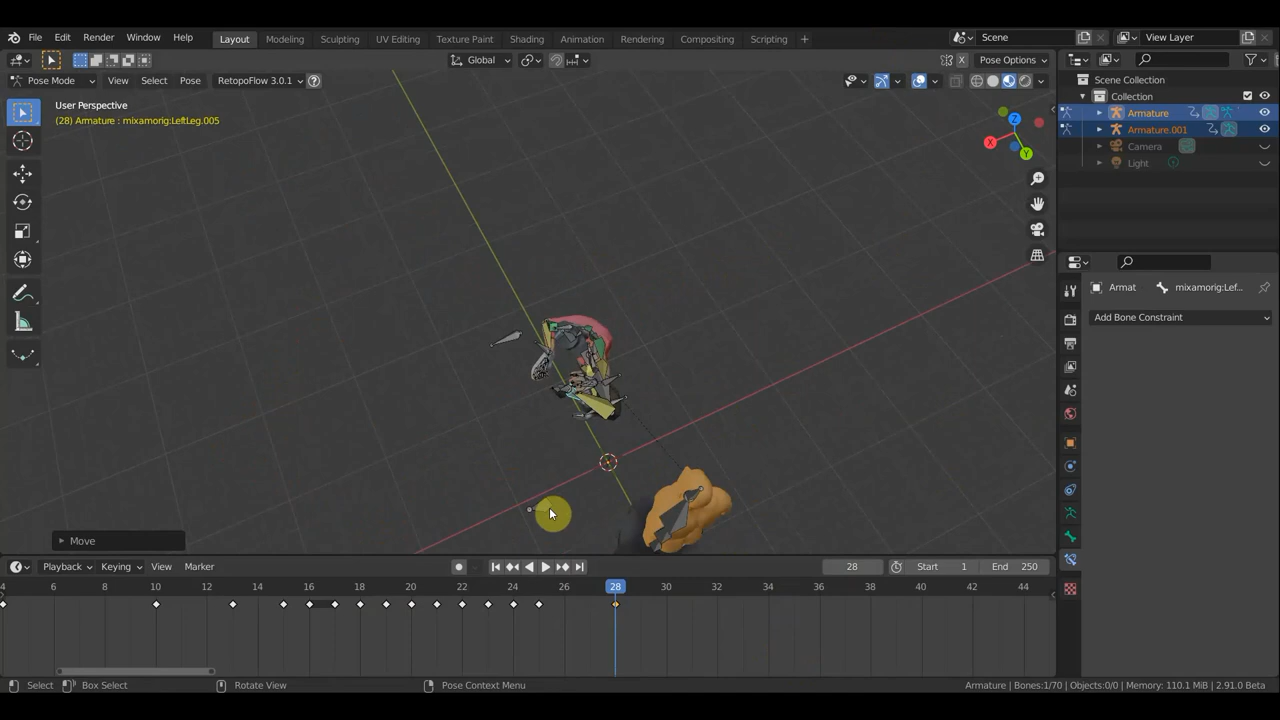 File Edit Render Window Help Layout Modeling Sculpting UV Editing Texture Paint Shading Animation Rendering Compositing Scripting + Scene View Layer
Global Pose Options
Pose Mode View Select Pose RetopoFlow 3.0.1 ?
User Perspective
(28) Armature : mixamorig:LeftLeg.005
Z
X
Y
Scene Collection
Collection
Armature
Armature.001
Camera
Light
Armat mixamorig:Lef...
Add Bone Constraint
Move
Playback Keying View Marker 28 Start 1 End 250
4 6 8 10 12 14 16 18 20 22 24 26 28 30 32 34 36 38 40 42 44
Select Box Select Rotate View Pose Context Menu Armature | Bones:1/70 | Objects:0/0 | Memory: 110.1 MiB | 2.91.0 Beta